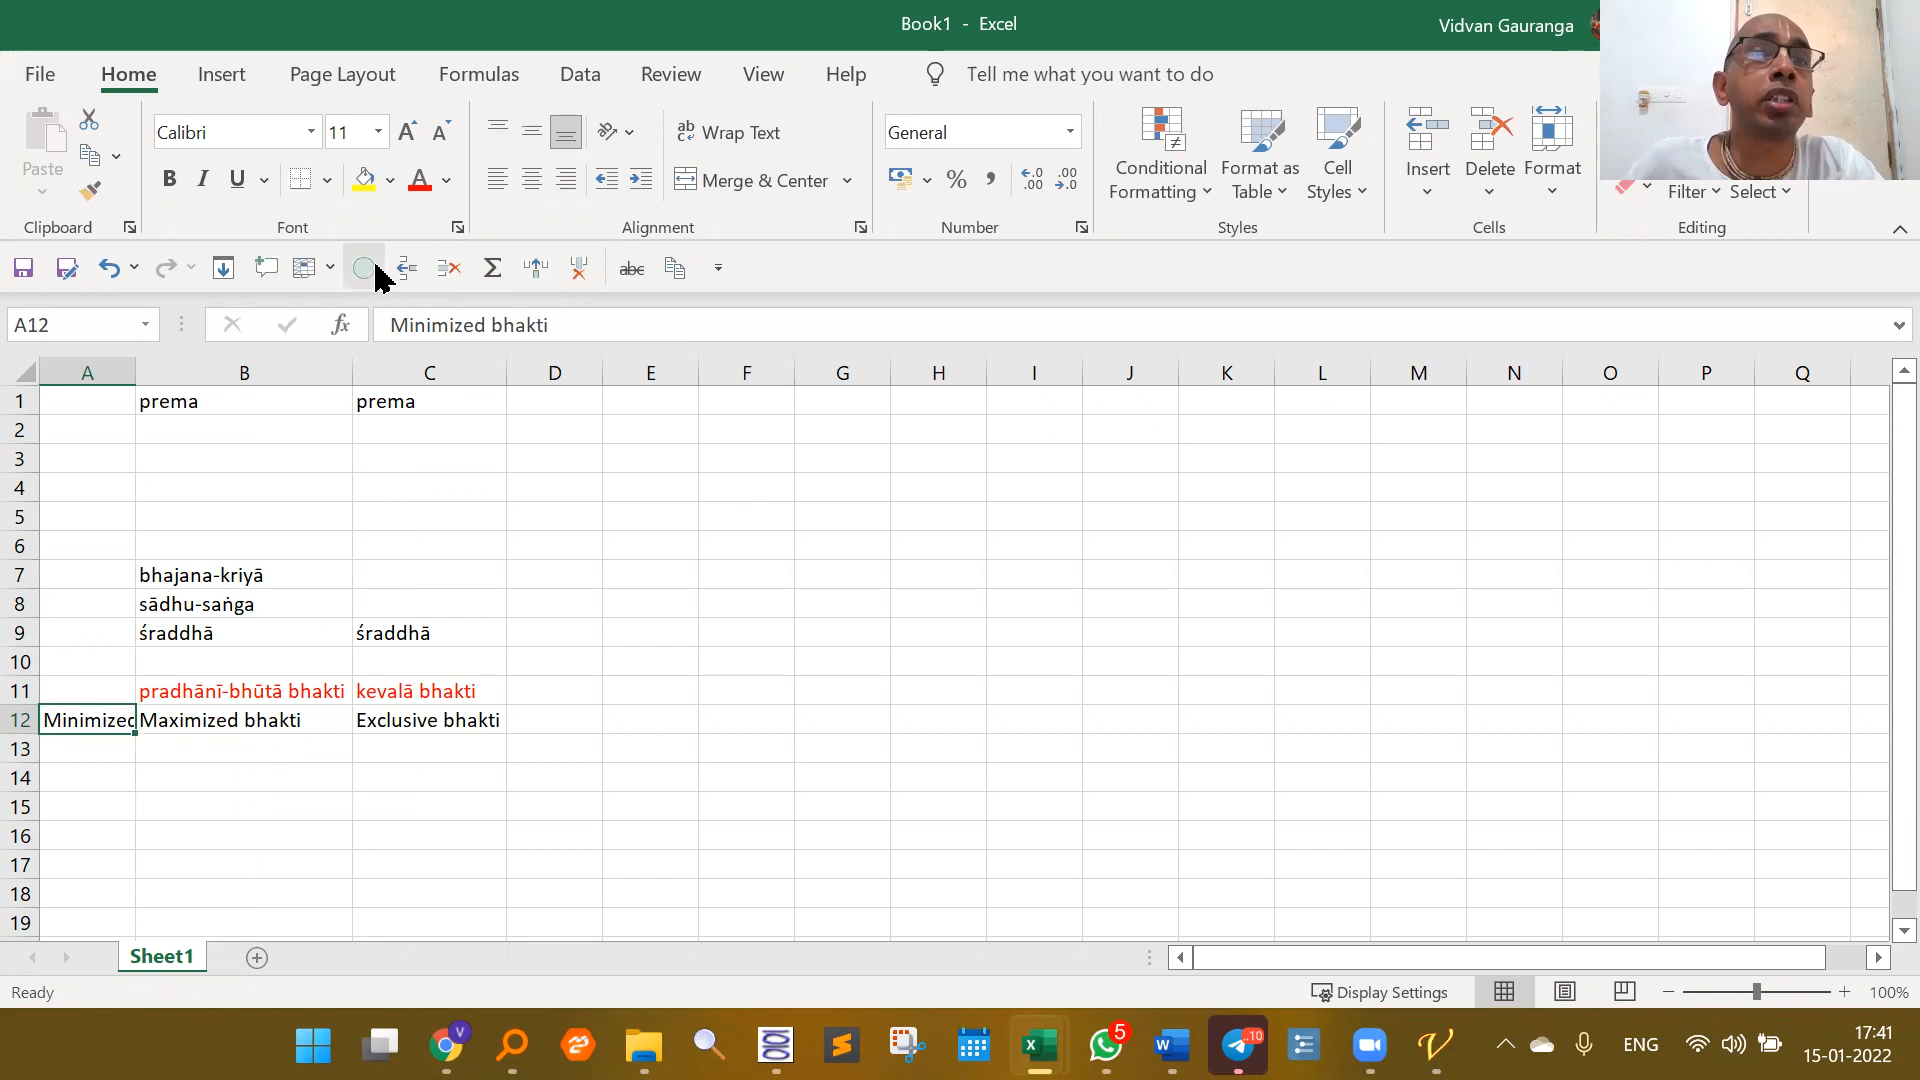 Book1 - Excel
Vidvan Gauranga
File Home Insert Page Layout Formulas Data Review View Help Tell me what you want to do
Calibri 11
ab Wrap Text
General
Paste
Merge & Center
Conditional Formatting
Format as Table
Cell Styles
Insert
Delete
Format
Filter
Select
Clipboard Font Alignment Number Styles Cells Editing
abc
A12 fx Minimized bhakti
A B C D E F G H I J K L M N O P Q
1 prema prema
2
3
4
5
6
7 bhajana-kriyā
8 sādhu-saṅga
9 śraddhā śraddhā
10
11 pradhānī-bhūtā bhakti kevalā bhakti
12 Minimized Maximized bhakti Exclusive bhakti
13
14
15
16
17
18
19
Sheet1
Ready Display Settings 100%
5 10 ENG 17:41
15-01-2022